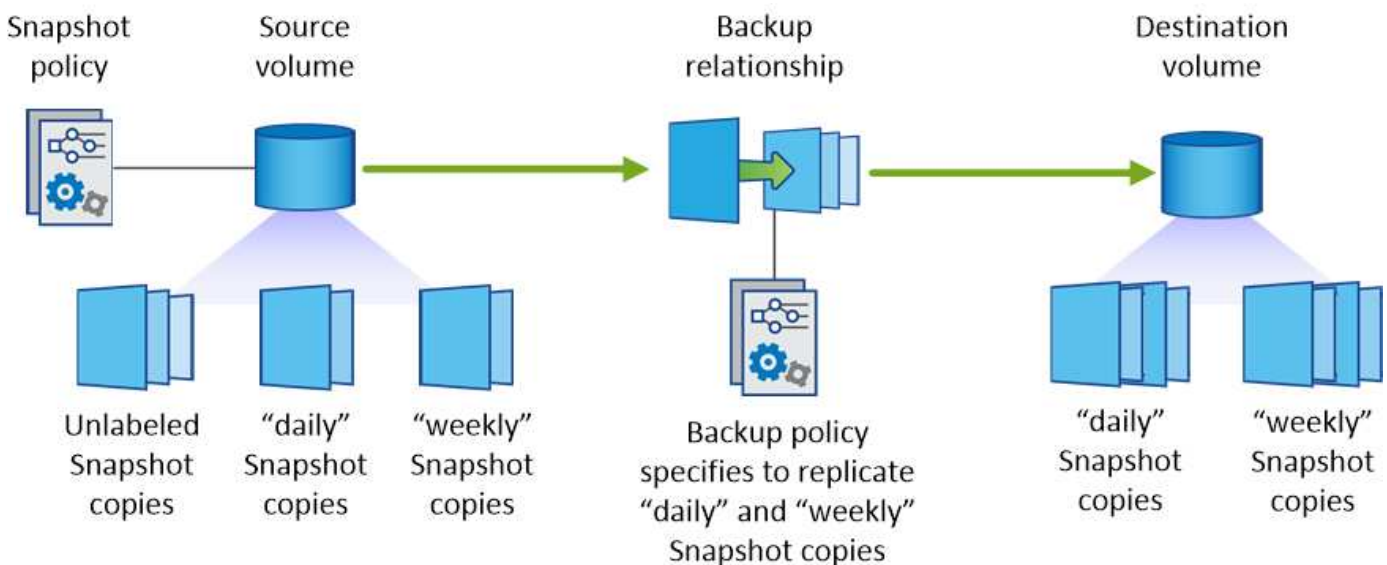 Snapshot
policy
Source
volume
Backup
relationship
Destination
volume
Unlabeled
Snapshot
copies
“daily”
Snapshot
copies
“weekly”
Snapshot
copies
Backup policy
specifies to replicate
“daily” and “weekly”
Snapshot copies
“daily”
Snapshot
copies
“weekly”
Snapshot
copies